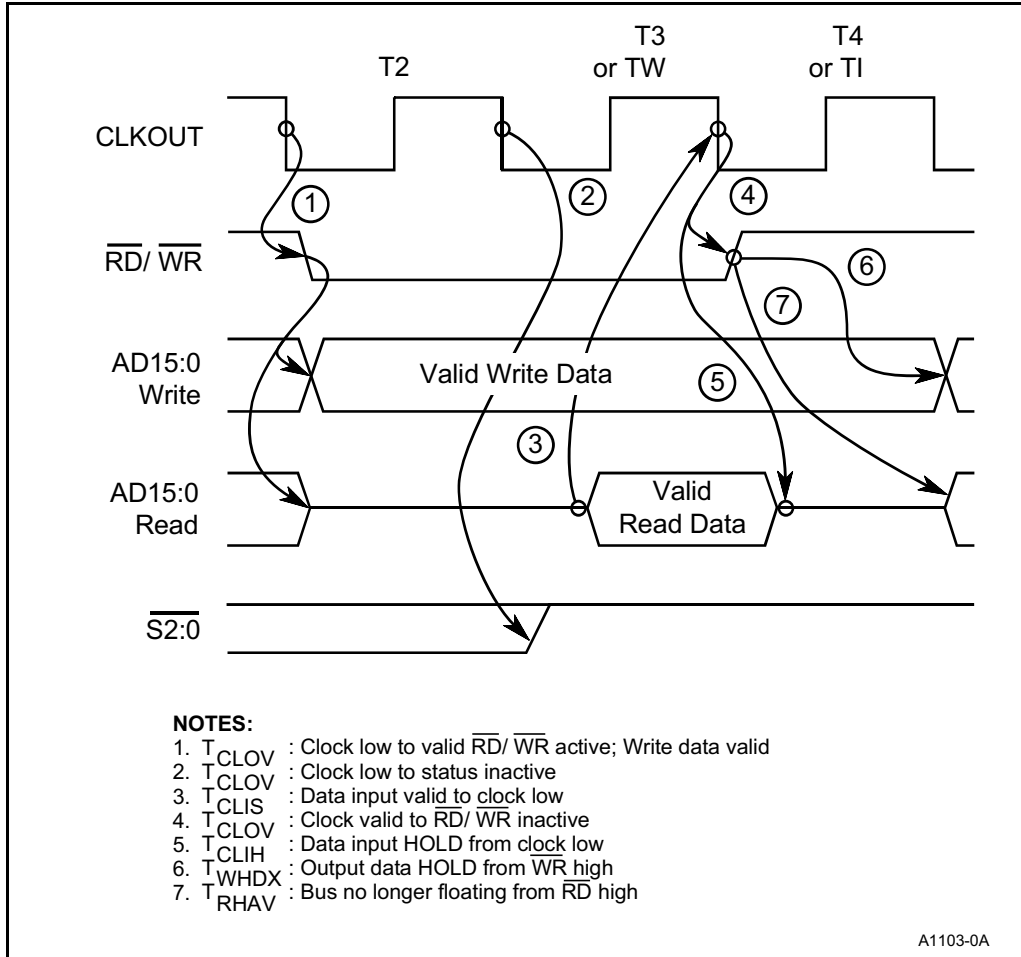 T2
T3
or TW
T4
or TI
CLKOUT
1
2
4
RD/ WR
6
7
AD15:0
Write
Valid Write Data
5
3
AD15:0
Read
Valid
Read Data
S2:0
NOTES:
1. TCLOV : Clock low to valid RD/ WR active; Write data valid
2. TCLOV : Clock low to status inactive
3. TCLIS : Data input valid to clock low
4. TCLOV : Clock valid to RD/ WR inactive
5. TCLIH : Data input HOLD from clock low
6. TWHDX : Output data HOLD from WR high
7. TRHAV : Bus no longer floating from RD high
A1103-0A